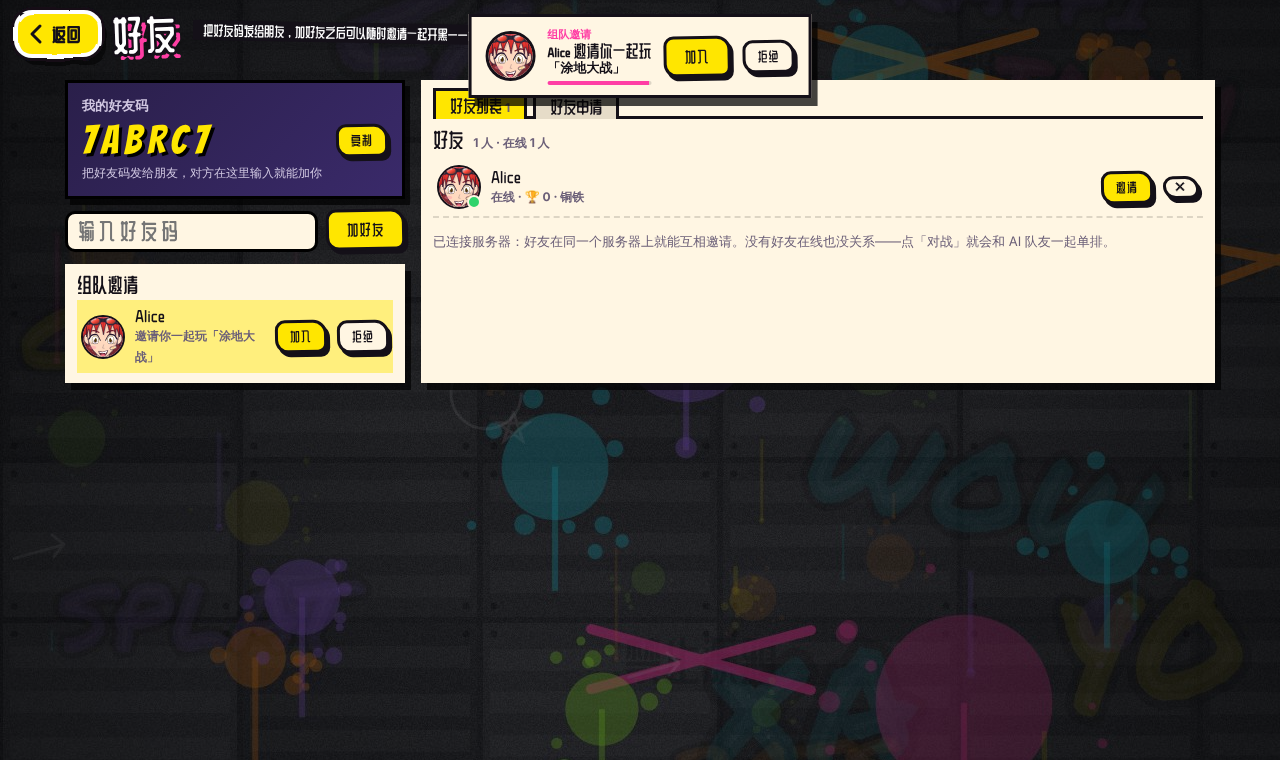 返回
好友
把好友码发给朋友，加好友之后可以随时邀请一起开黑——
组队邀请
Alice 邀请你一起玩
「涂地大战」
加入
拒绝
我的好友码
复制
把好友码发给朋友，对方在这里输入就能加你
输入好友码
加好友
组队邀请
Alice
邀请你一起玩「涂地大
战」
加入
拒绝
好友列表 1
好友申请
好友 1 人 · 在线 1 人
Alice
在线 · 🏆 0 · 铜铁
邀请
✕
已连接服务器：好友在同一个服务器上就能互相邀请。没有好友在线也没关系——点「对战」就会和 AI 队友一起单排。
WOW
SPL
YO